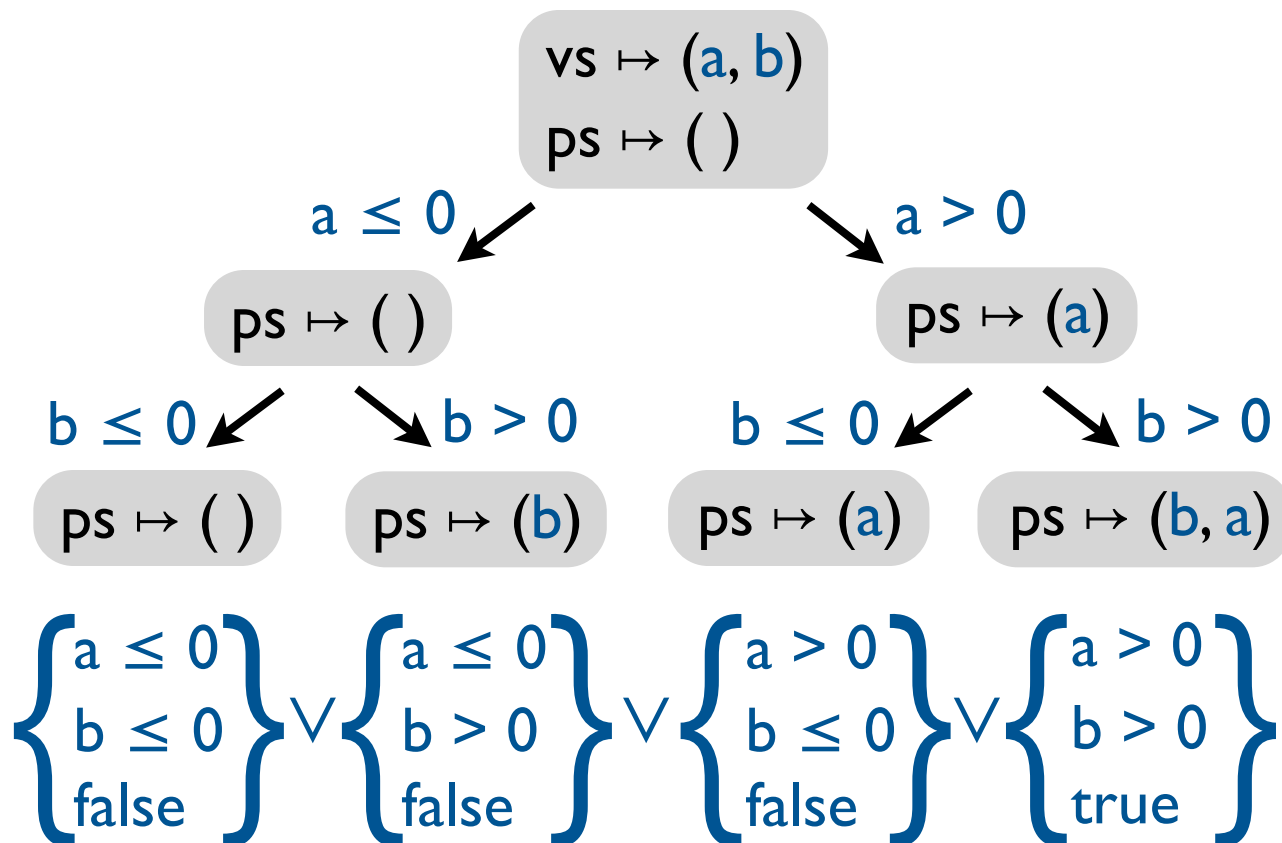 vs ↦ (a, b)
ps ↦ ( )
a ≤ 0 a > 0
ps ↦ ( ) ps ↦ (a)
b ≤ 0 b > 0 b ≤ 0 b > 0
ps ↦ ( ) ps ↦ (b) ps ↦ (a) ps ↦ (b, a)
{ a ≤ 0 b ≤ 0 false } ∨ { a ≤ 0 b > 0 false } ∨ { a > 0 b ≤ 0 false } ∨ { a > 0 b > 0 true }